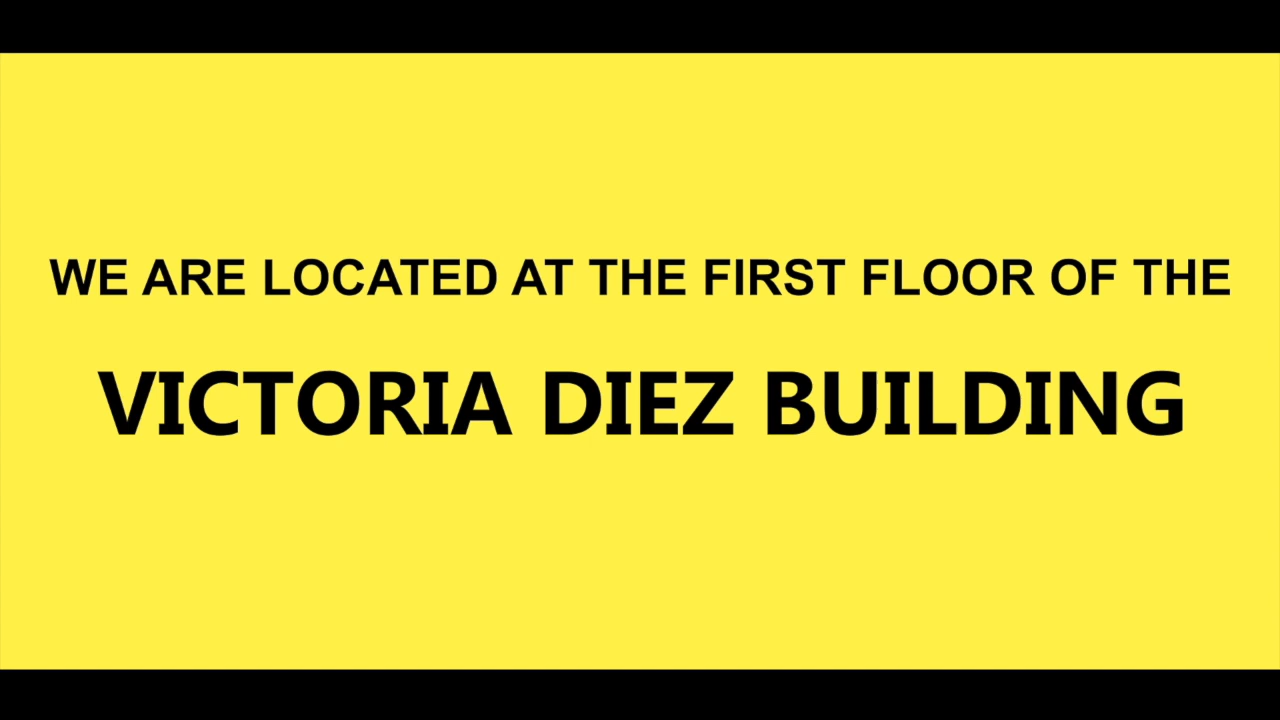 WE ARE LOCATED AT THE FIRST FLOOR OF THE
VICTORIA DIEZ BUILDING